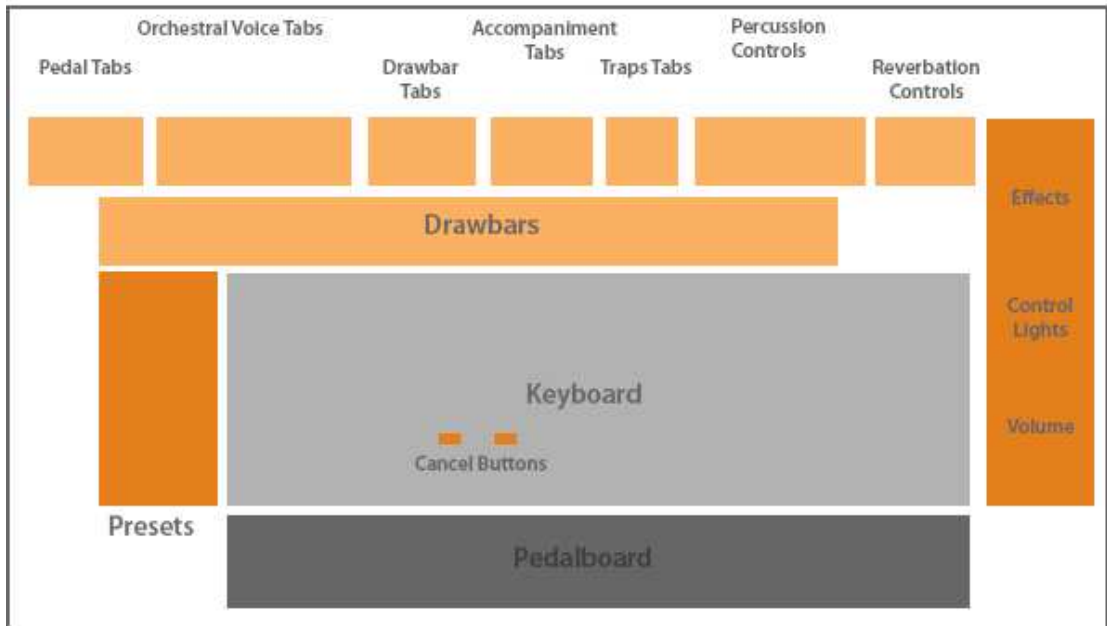 Orchestral Voice Tabs
Accompaniment
Tabs
Percussion
Controls
Pedal Tabs
Drawbar
Tabs
Traps Tabs
Reverbation
Controls
Drawbars
Effects
Control
Lights
Keyboard
Volume
Cancel Buttons
Presets
Pedalboard